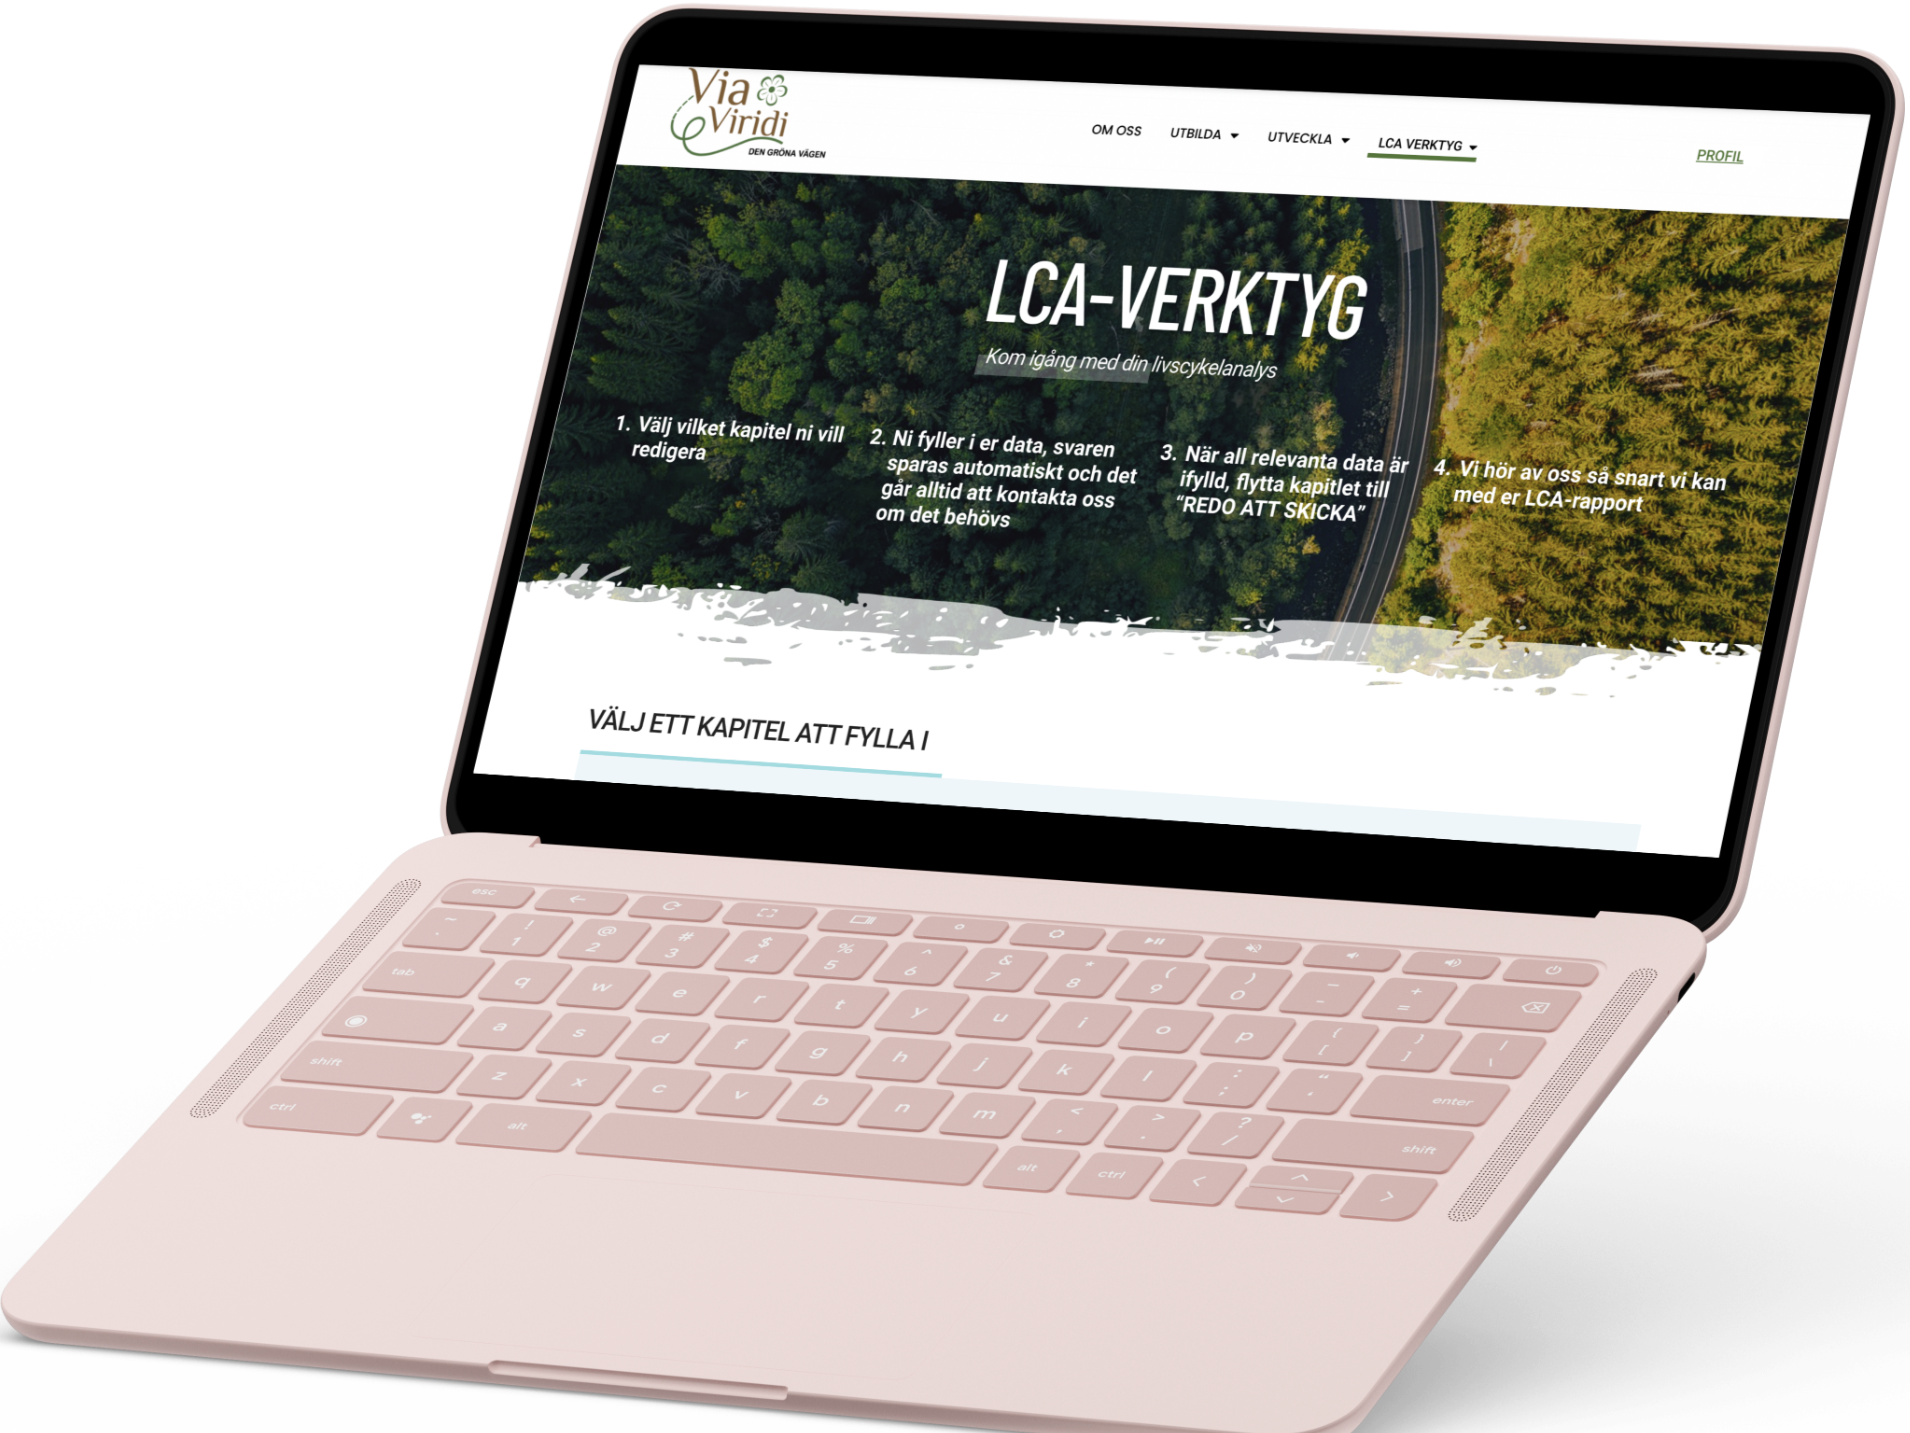 Via
Viridi
DEN GRÖNA VÄGEN
OM OSS
UTBILDA
UTVECKLA
LCA VERKTYG
PROFIL
LCA-VERKTYG
Kom igång med din livscykelanalys
1. Välj vilket kapitel ni vill
redigera
2. Ni fyller i er data, svaren
sparas automatiskt och det
går alltid att kontakta oss
om det behövs
3. När all relevanta data är
ifylld, flytta kapitlet till
“REDO ATT SKICKA”
4. Vi hör av oss så snart vi kan
med er LCA-rapport
VÄLJ ETT KAPITEL ATT FYLLA I
esc
~ ! @ # $ % ^ & * ( ) _ +
` 1 2 3 4 5 6 7 8 9 0 - =
tab q w e r t y u i o p { } |
[ ] \
a s d f g h j k l : “ enter
; ‘
shift z x c v b n m < > ? shift
, . /
ctrl alt alt ctrl